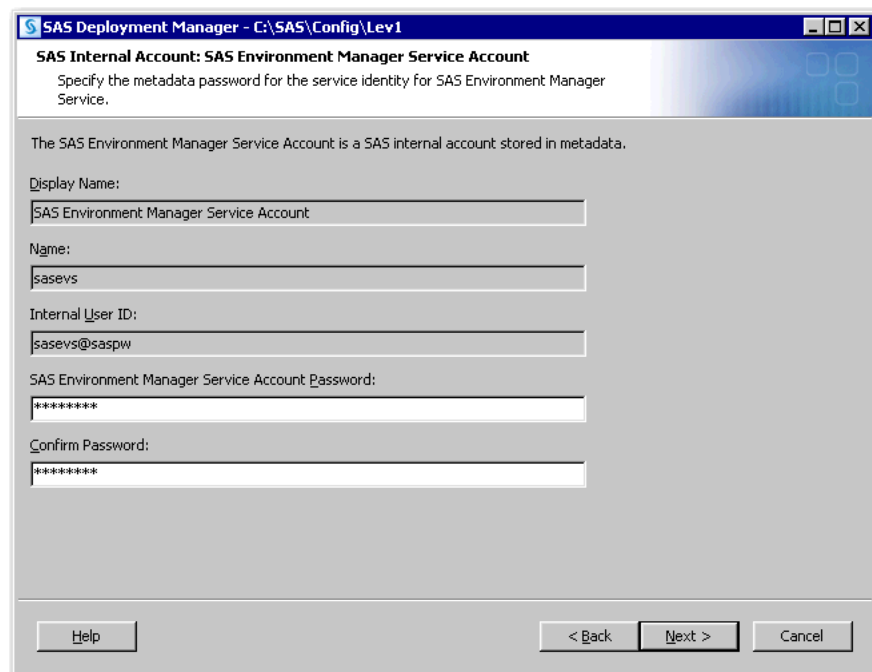 SAS Deployment Manager - C:\SAS\Config\Lev1
SAS Internal Account: SAS Environment Manager Service Account
Specify the metadata password for the service identity for SAS Environment Manager
Service.
The SAS Environment Manager Service Account is a SAS internal account stored in metadata.
Display Name:
SAS Environment Manager Service Account
Name:
sasevs
Internal User ID:
sasevs@saspw
SAS Environment Manager Service Account Password:
********
Confirm Password:
********
Help
< Back
Next >
Cancel